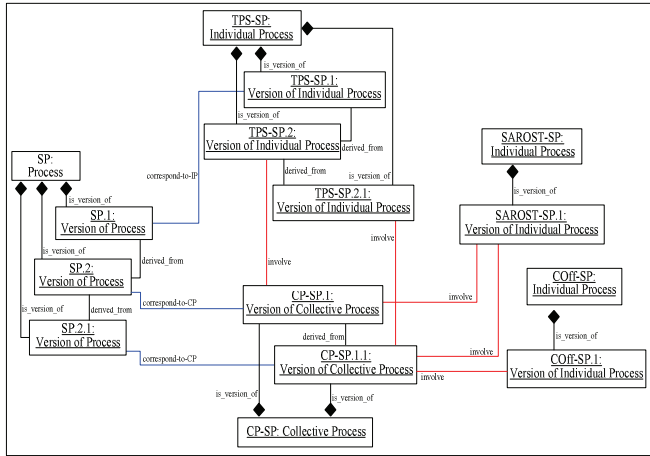 TPS-SP:
Individual Process
is_version_of
TPS-SP.1:
Version of Individual Process
is_version_of
TPS-SP.2:
Version of Individual Process
derived_from
SAROST-SP:
Individual Process
SP:
Process
correspond-to-IP
derived_from
is_version_of
TPS-SP.2.1:
Version of Individual Process
is_version_of
is_version_of
SP.1:
Version of Process
SAROST-SP.1:
Version of Individual Process
is_version_of
derived_from
involve
involve
SP.2:
Version of Process
involve
COff-SP:
Individual Process
is_version_of
derived_from
correspond-to-CP
CP-SP.1:
Version of Collective Process
involve
SP.2.1:
Version of Process
derived_from
is_version_of
correspond-to-CP
CP-SP.1.1:
Version of Collective Process
involve
involve
COff-SP.1:
Version of Individual Process
is_version_of
is_version_of
CP-SP: Collective Process